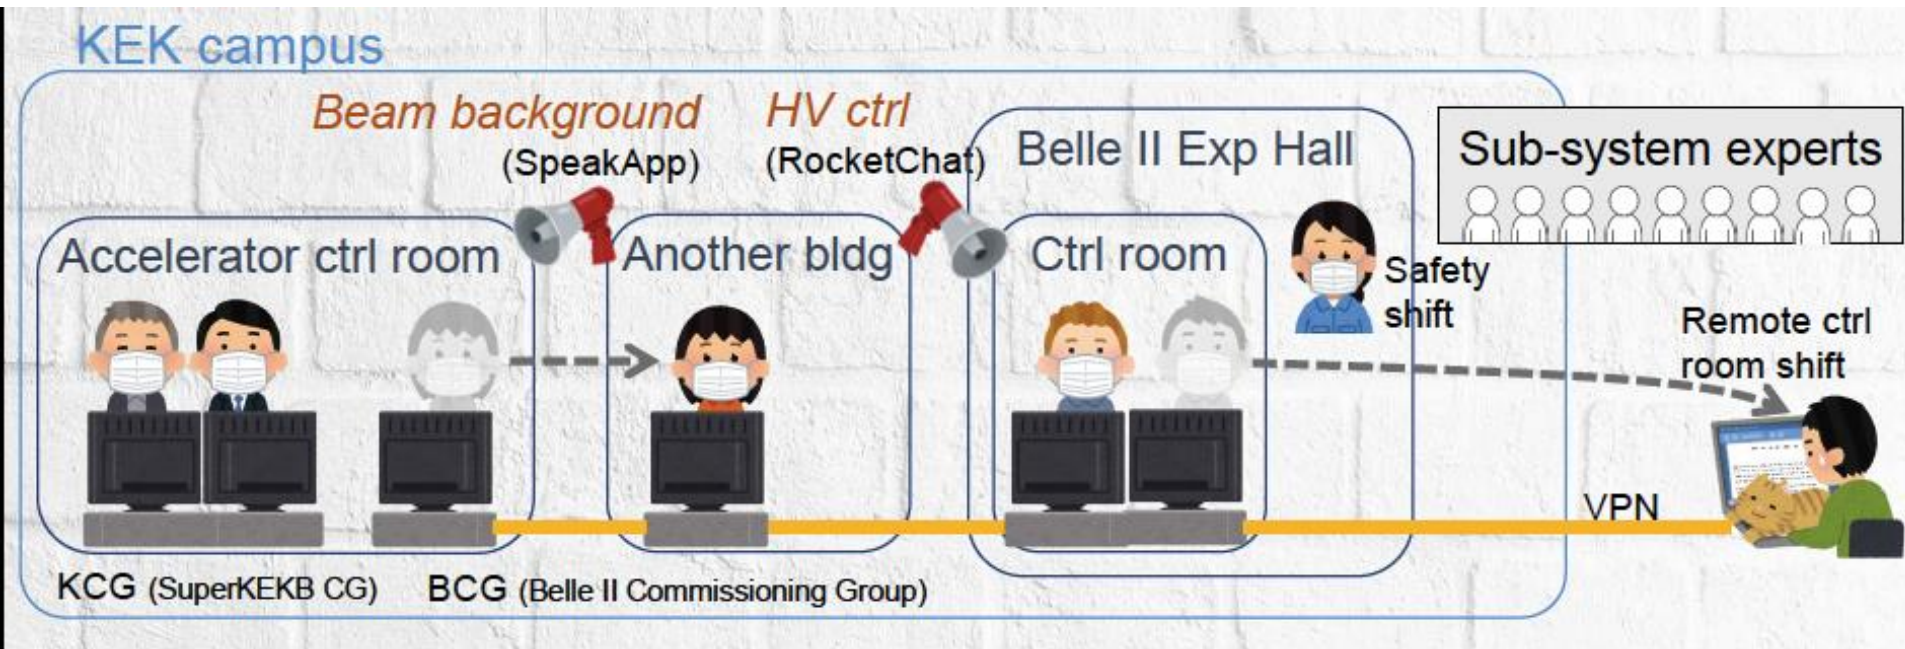 KEK campus
Beam background
(SpeakApp)
HV ctrl
(RocketChat)
Belle II Exp Hall
Sub-system experts
Accelerator ctrl room
Another bldg
Ctrl room
Safety
shift
Remote ctrl
room shift
VPN
KCG (SuperKEKB CG)
BCG (Belle II Commissioning Group)